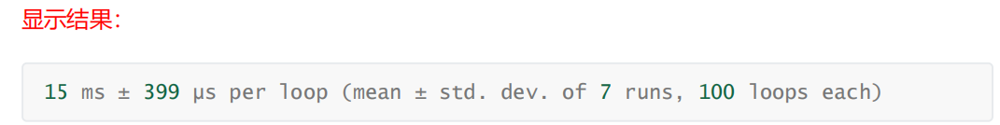 显示结果：
15 ms ± 399 µs per loop (mean ± std. dev. of 7 runs, 100 loops each)